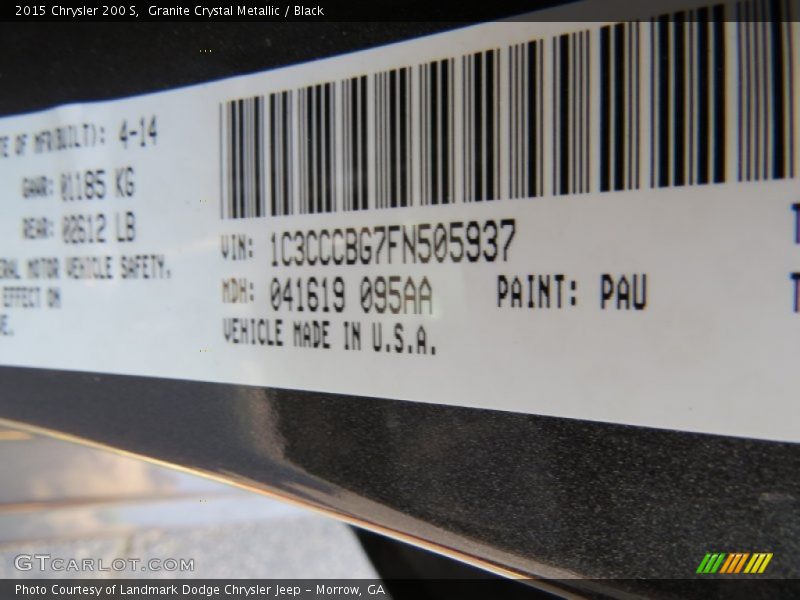 2015 Chrysler 200 S,  Granite Crystal Metallic / Black
TE OF MFR(BUILT): 4-14
GAWR: 01185 KG
REAR: 02612 LB
ERAL MOTOR VEHICLE SAFETY.
EFFECT ON
VIN: 1C3CCCBG7FN505937
MDH: 041619 095AA
PAINT: PAU
VEHICLE MADE IN U.S.A.
GTCARLOT.COM
Photo Courtesy of Landmark Dodge Chrysler Jeep - Morrow, GA